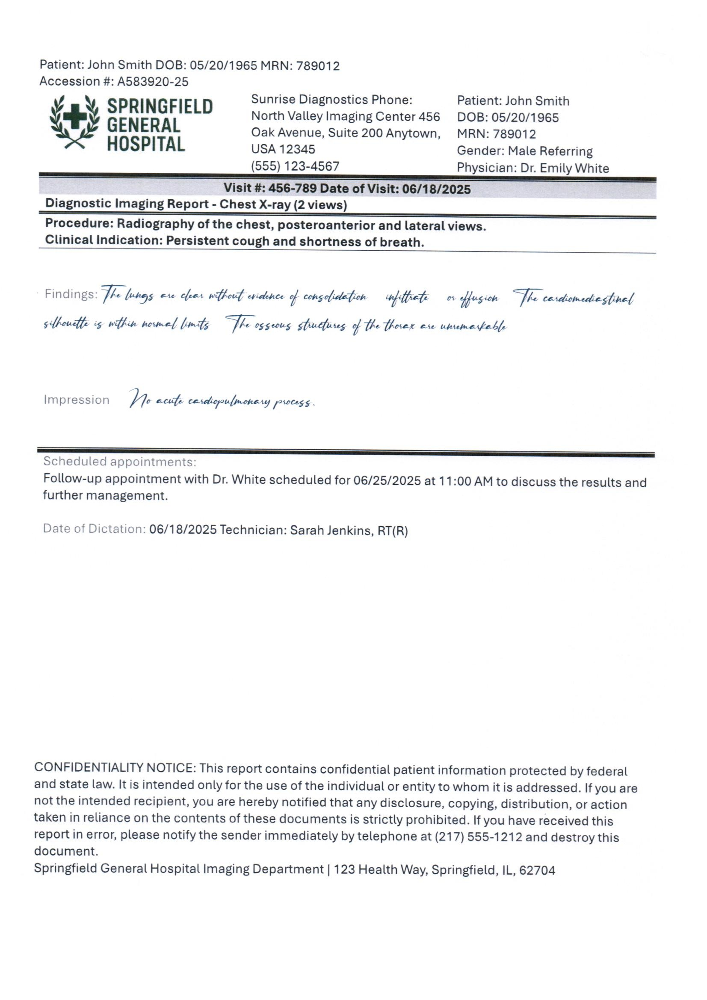 Patient: John Smith DOB: 05/20/1965 MRN: 789012
Accession #: A583920-25
SPRINGFIELD
GENERAL
HOSPITAL
Sunrise Diagnostics Phone:
North Valley Imaging Center 456
Oak Avenue, Suite 200 Anytown,
USA 12345
(555) 123-4567
Patient: John Smith
DOB: 05/20/1965
MRN: 789012
Gender: Male Referring
Physician: Dr. Emily White
Visit #: 456-789 Date of Visit: 06/18/2025
Diagnostic Imaging Report - Chest X-ray (2 views)
Procedure: Radiography of the chest, posteroanterior and lateral views.
Clinical Indication: Persistent cough and shortness of breath.
Findings: The lungs are clear without evidence of consolidation infiltrate or effusion The cardiomediastinal
silhouette is within normal limits The osseous structures of the thorax are unremarkable
Impression No acute cardiopulmonary process.
Scheduled appointments:
Follow-up appointment with Dr. White scheduled for 06/25/2025 at 11:00 AM to discuss the results and
further management.
Date of Dictation: 06/18/2025 Technician: Sarah Jenkins, RT(R)
CONFIDENTIALITY NOTICE: This report contains confidential patient information protected by federal
and state law. It is intended only for the use of the individual or entity to whom it is addressed. If you are
not the intended recipient, you are hereby notified that any disclosure, copying, distribution, or action
taken in reliance on the contents of these documents is strictly prohibited. If you have received this
report in error, please notify the sender immediately by telephone at (217) 555-1212 and destroy this
document.
Springfield General Hospital Imaging Department | 123 Health Way, Springfield, IL, 62704